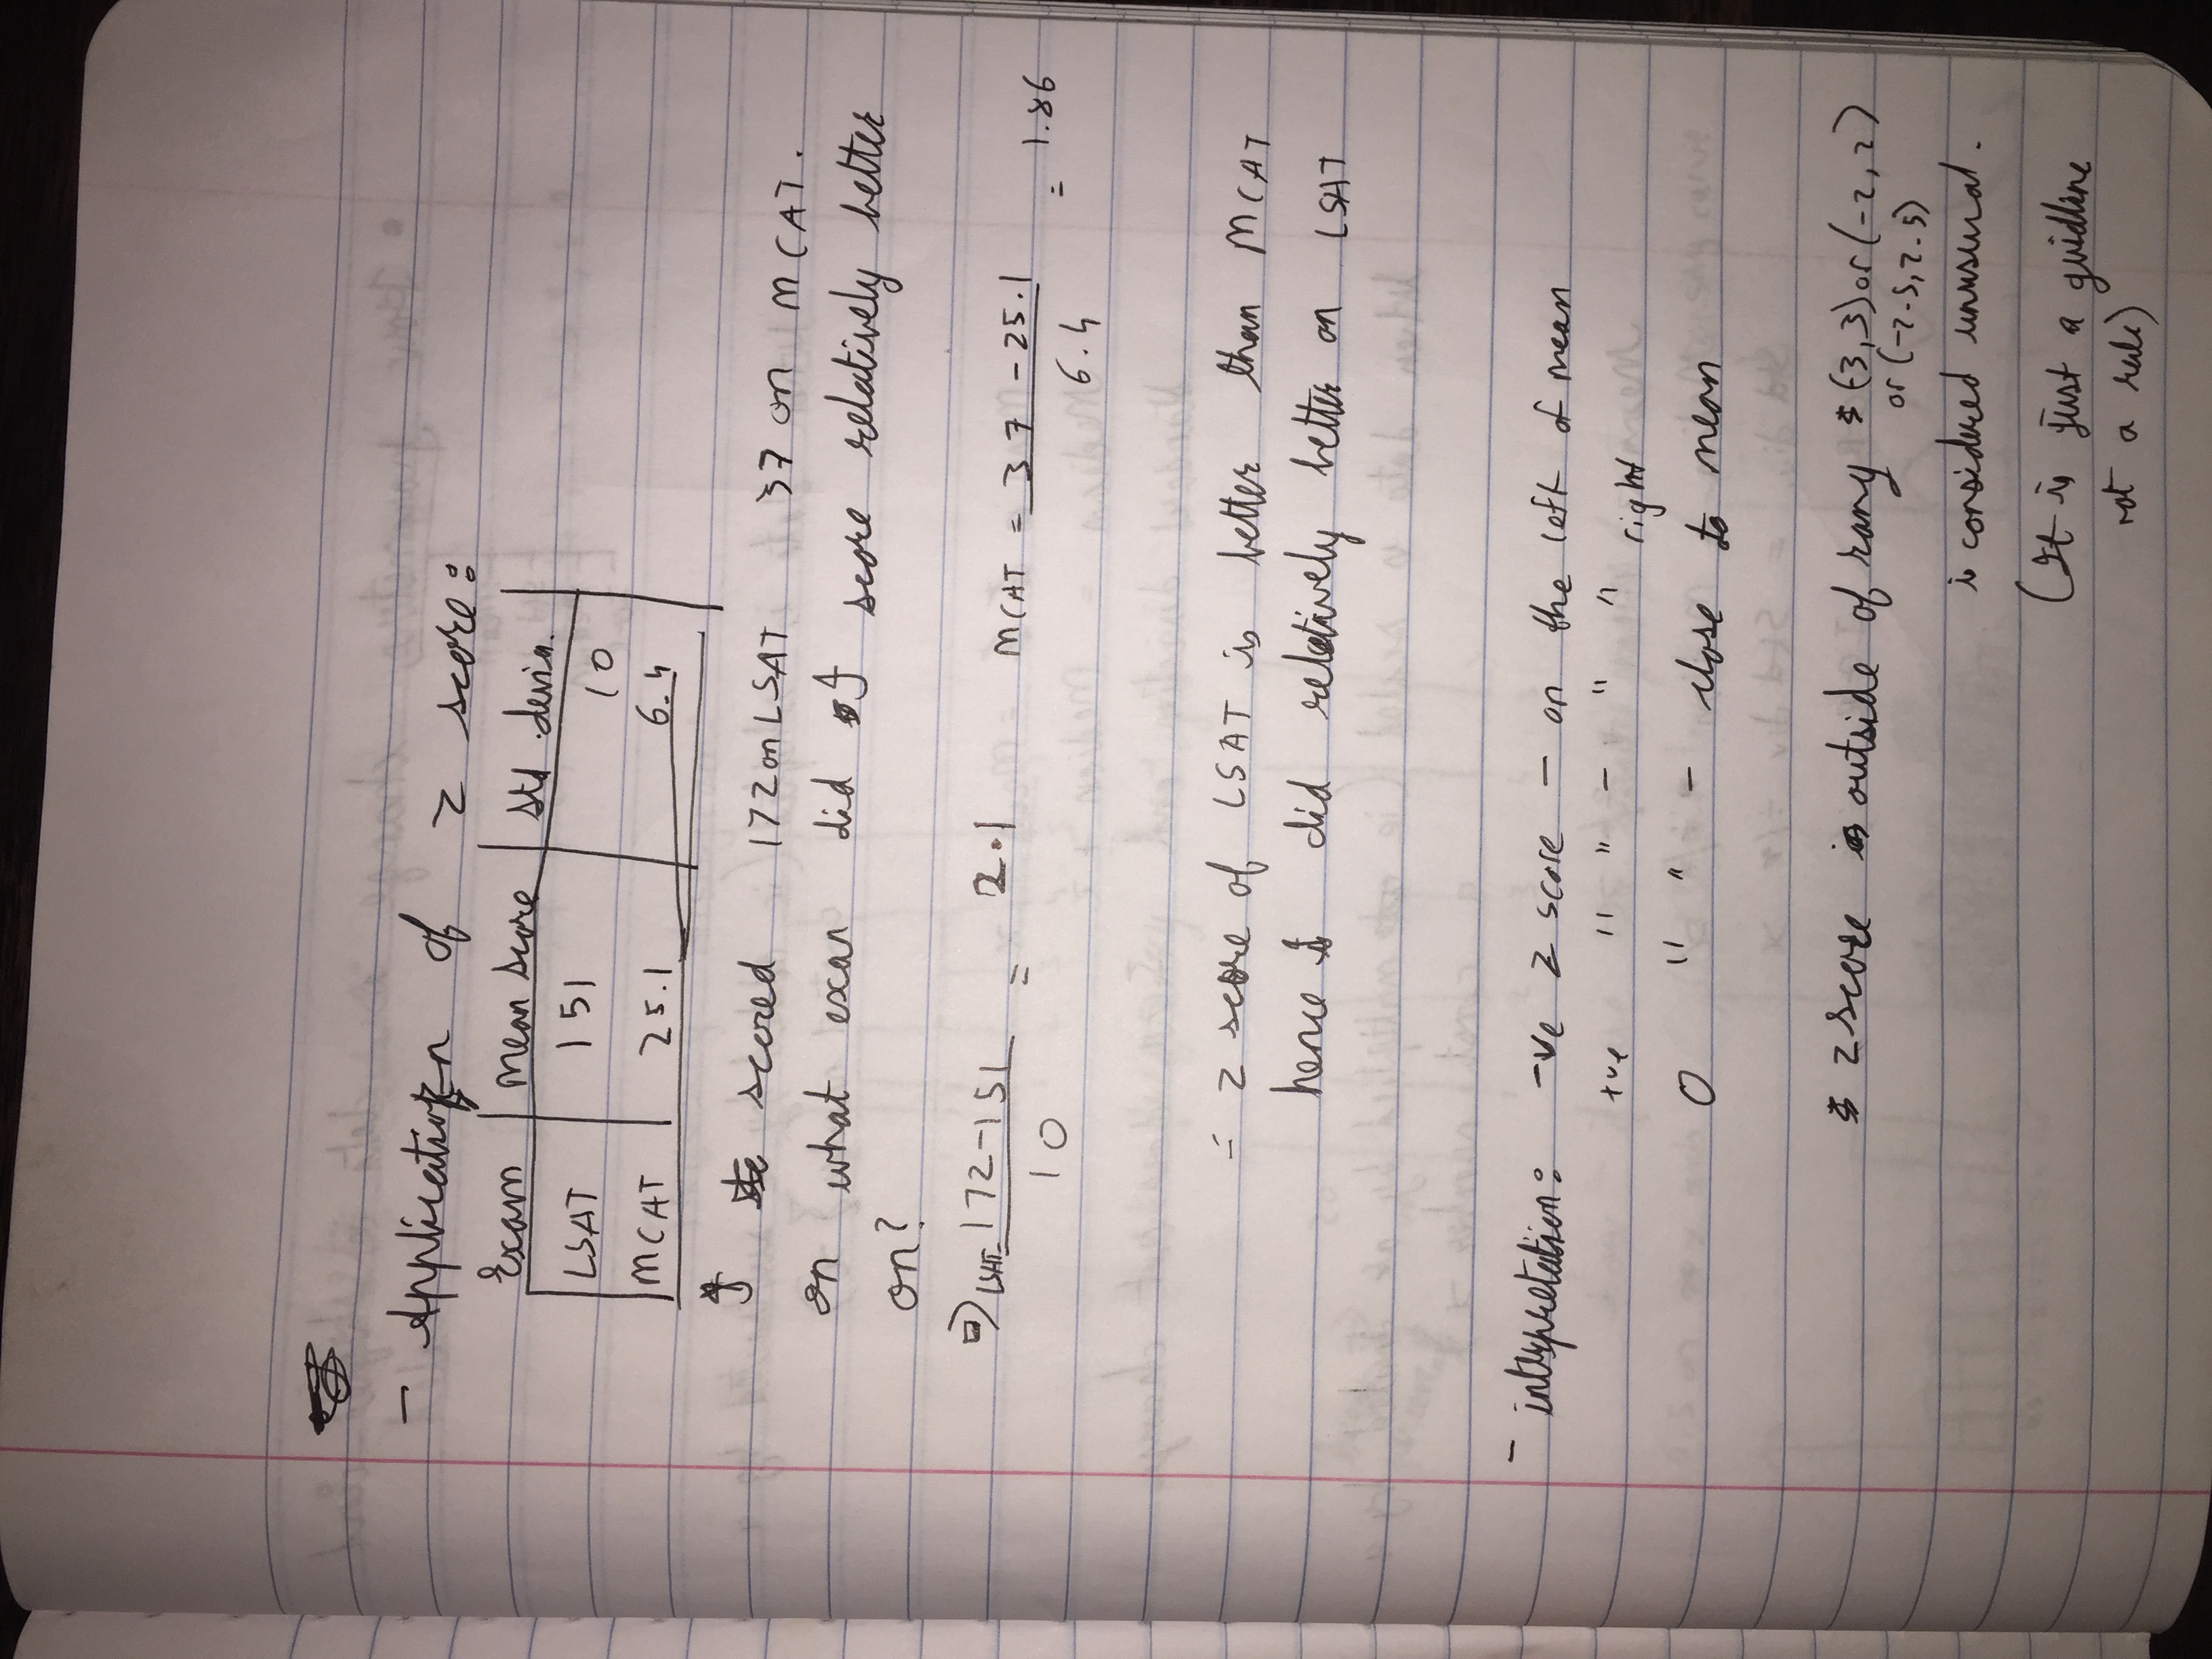 - Application of z score:
Exam | mean score | std. devia.
LSAT | 151 | 10
MCAT | 25.1 | 6.4
I scored 172 on LSAT 37 on MCAT.
on what exan did I score relatively better
on?
⇒ LSAT = 172-151 / 10 = 2.1 MCAT = 37 - 25.1 / 6.4 = 1.86
= z score of LSAT is better than MCAT
hence I did relatively better on LSAT
- interpretation: -ve z score - on the left of mean
+ve " " - " " right
0 " " - close to mean
z score outside of rang (-3,3) or (-2,2)
or (-2.5,2.5)
is considered unusual.
(It is just a guidline
not a rule)